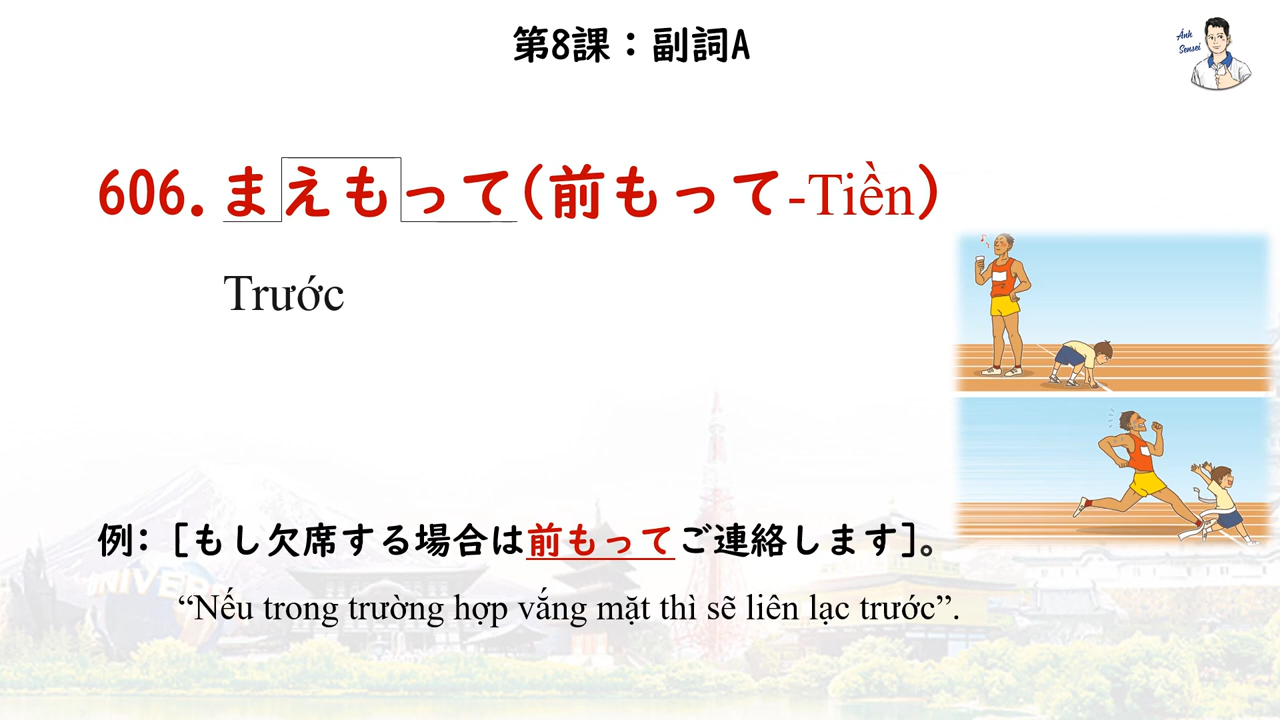 第8課：副詞A
Ánh
Sensei
606.まえもって(前もって-Tiền)
Trước
例: [もし欠席する場合は前もってご連絡します]。
“Nếu trong trường hợp vắng mặt thì sẽ liên lạc trước”.
UNIVER